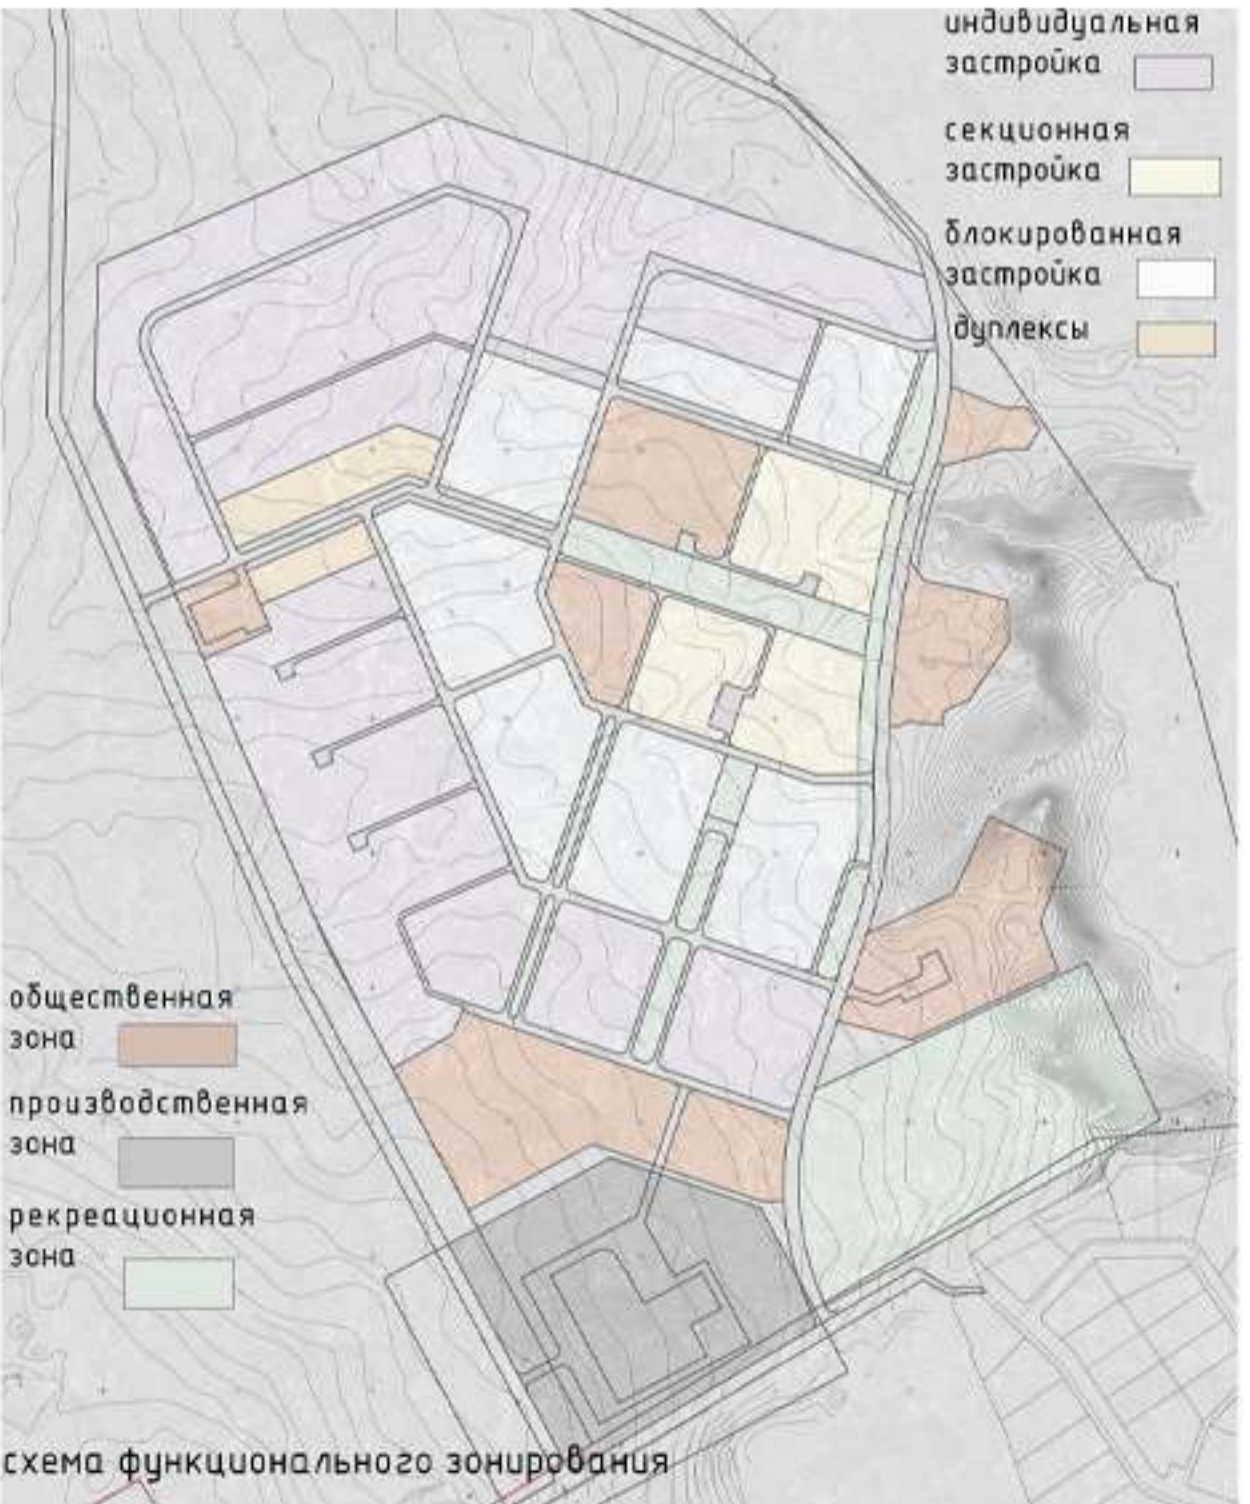 индивидуальная
застройка
секционная
застройка
блокированная
застройка
дуплексы
общественная
зона
производственная
зона
рекреационная
зона
схема функционального зонирования